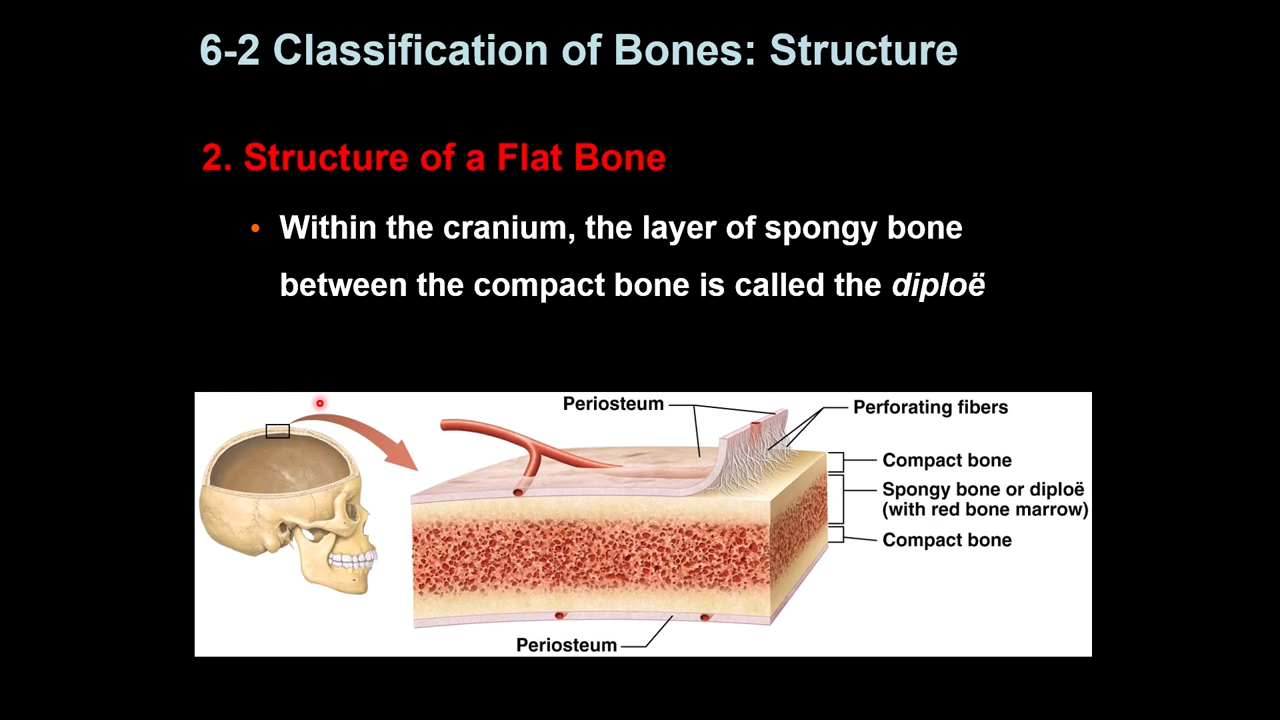 6-2 Classification of Bones: Structure
2. Structure of a Flat Bone
• Within the cranium, the layer of spongy bone
between the compact bone is called the diploë
Periosteum
Perforating fibers
Compact bone
Spongy bone or diploë
(with red bone marrow)
Compact bone
Periosteum